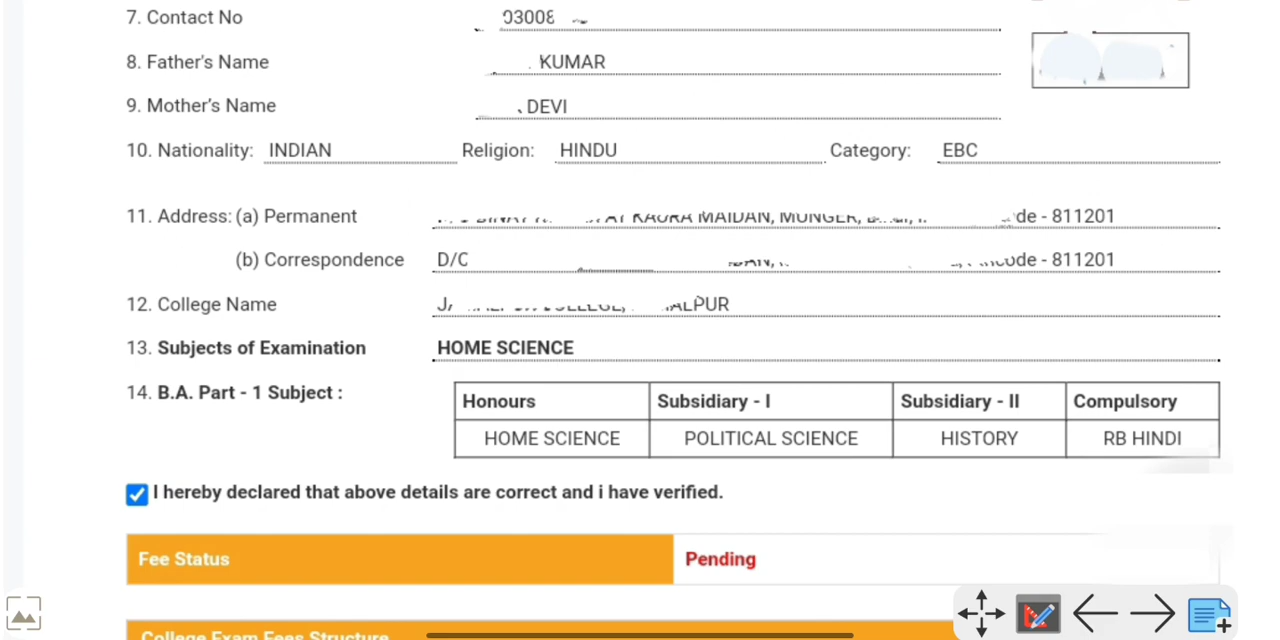 7. Contact No 03008
8. Father's Name KUMAR
9. Mother's Name DEVI
10. Nationality: INDIAN Religion: HINDU Category: EBC
11. Address: (a) Permanent MAIDAN, MUNGER, de - 811201
(b) Correspondence D/C ode - 811201
12. College Name ALPUR
13. Subjects of Examination HOME SCIENCE
14. B.A. Part - 1 Subject :
Honours Subsidiary - I Subsidiary - II Compulsory
HOME SCIENCE POLITICAL SCIENCE HISTORY RB HINDI
I hereby declared that above details are correct and i have verified.
Fee Status Pending
College Exam Fees Structure